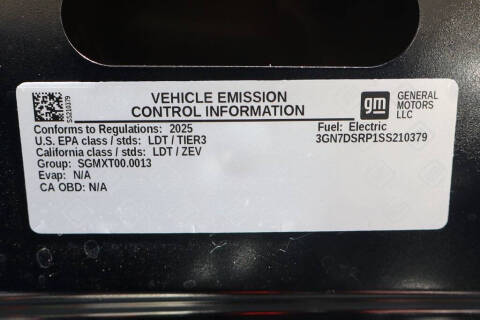 SS210379
VEHICLE EMISSION
CONTROL INFORMATION
gm
GENERAL
MOTORS
LLC
Conforms to Regulations: 2025
U.S. EPA class / stds: LDT / TIER3
California class / stds: LDT / ZEV
Group: SGMXT00.0013
Evap: N/A
CA OBD: N/A
Fuel: Electric
3GN7DSRP1SS210379